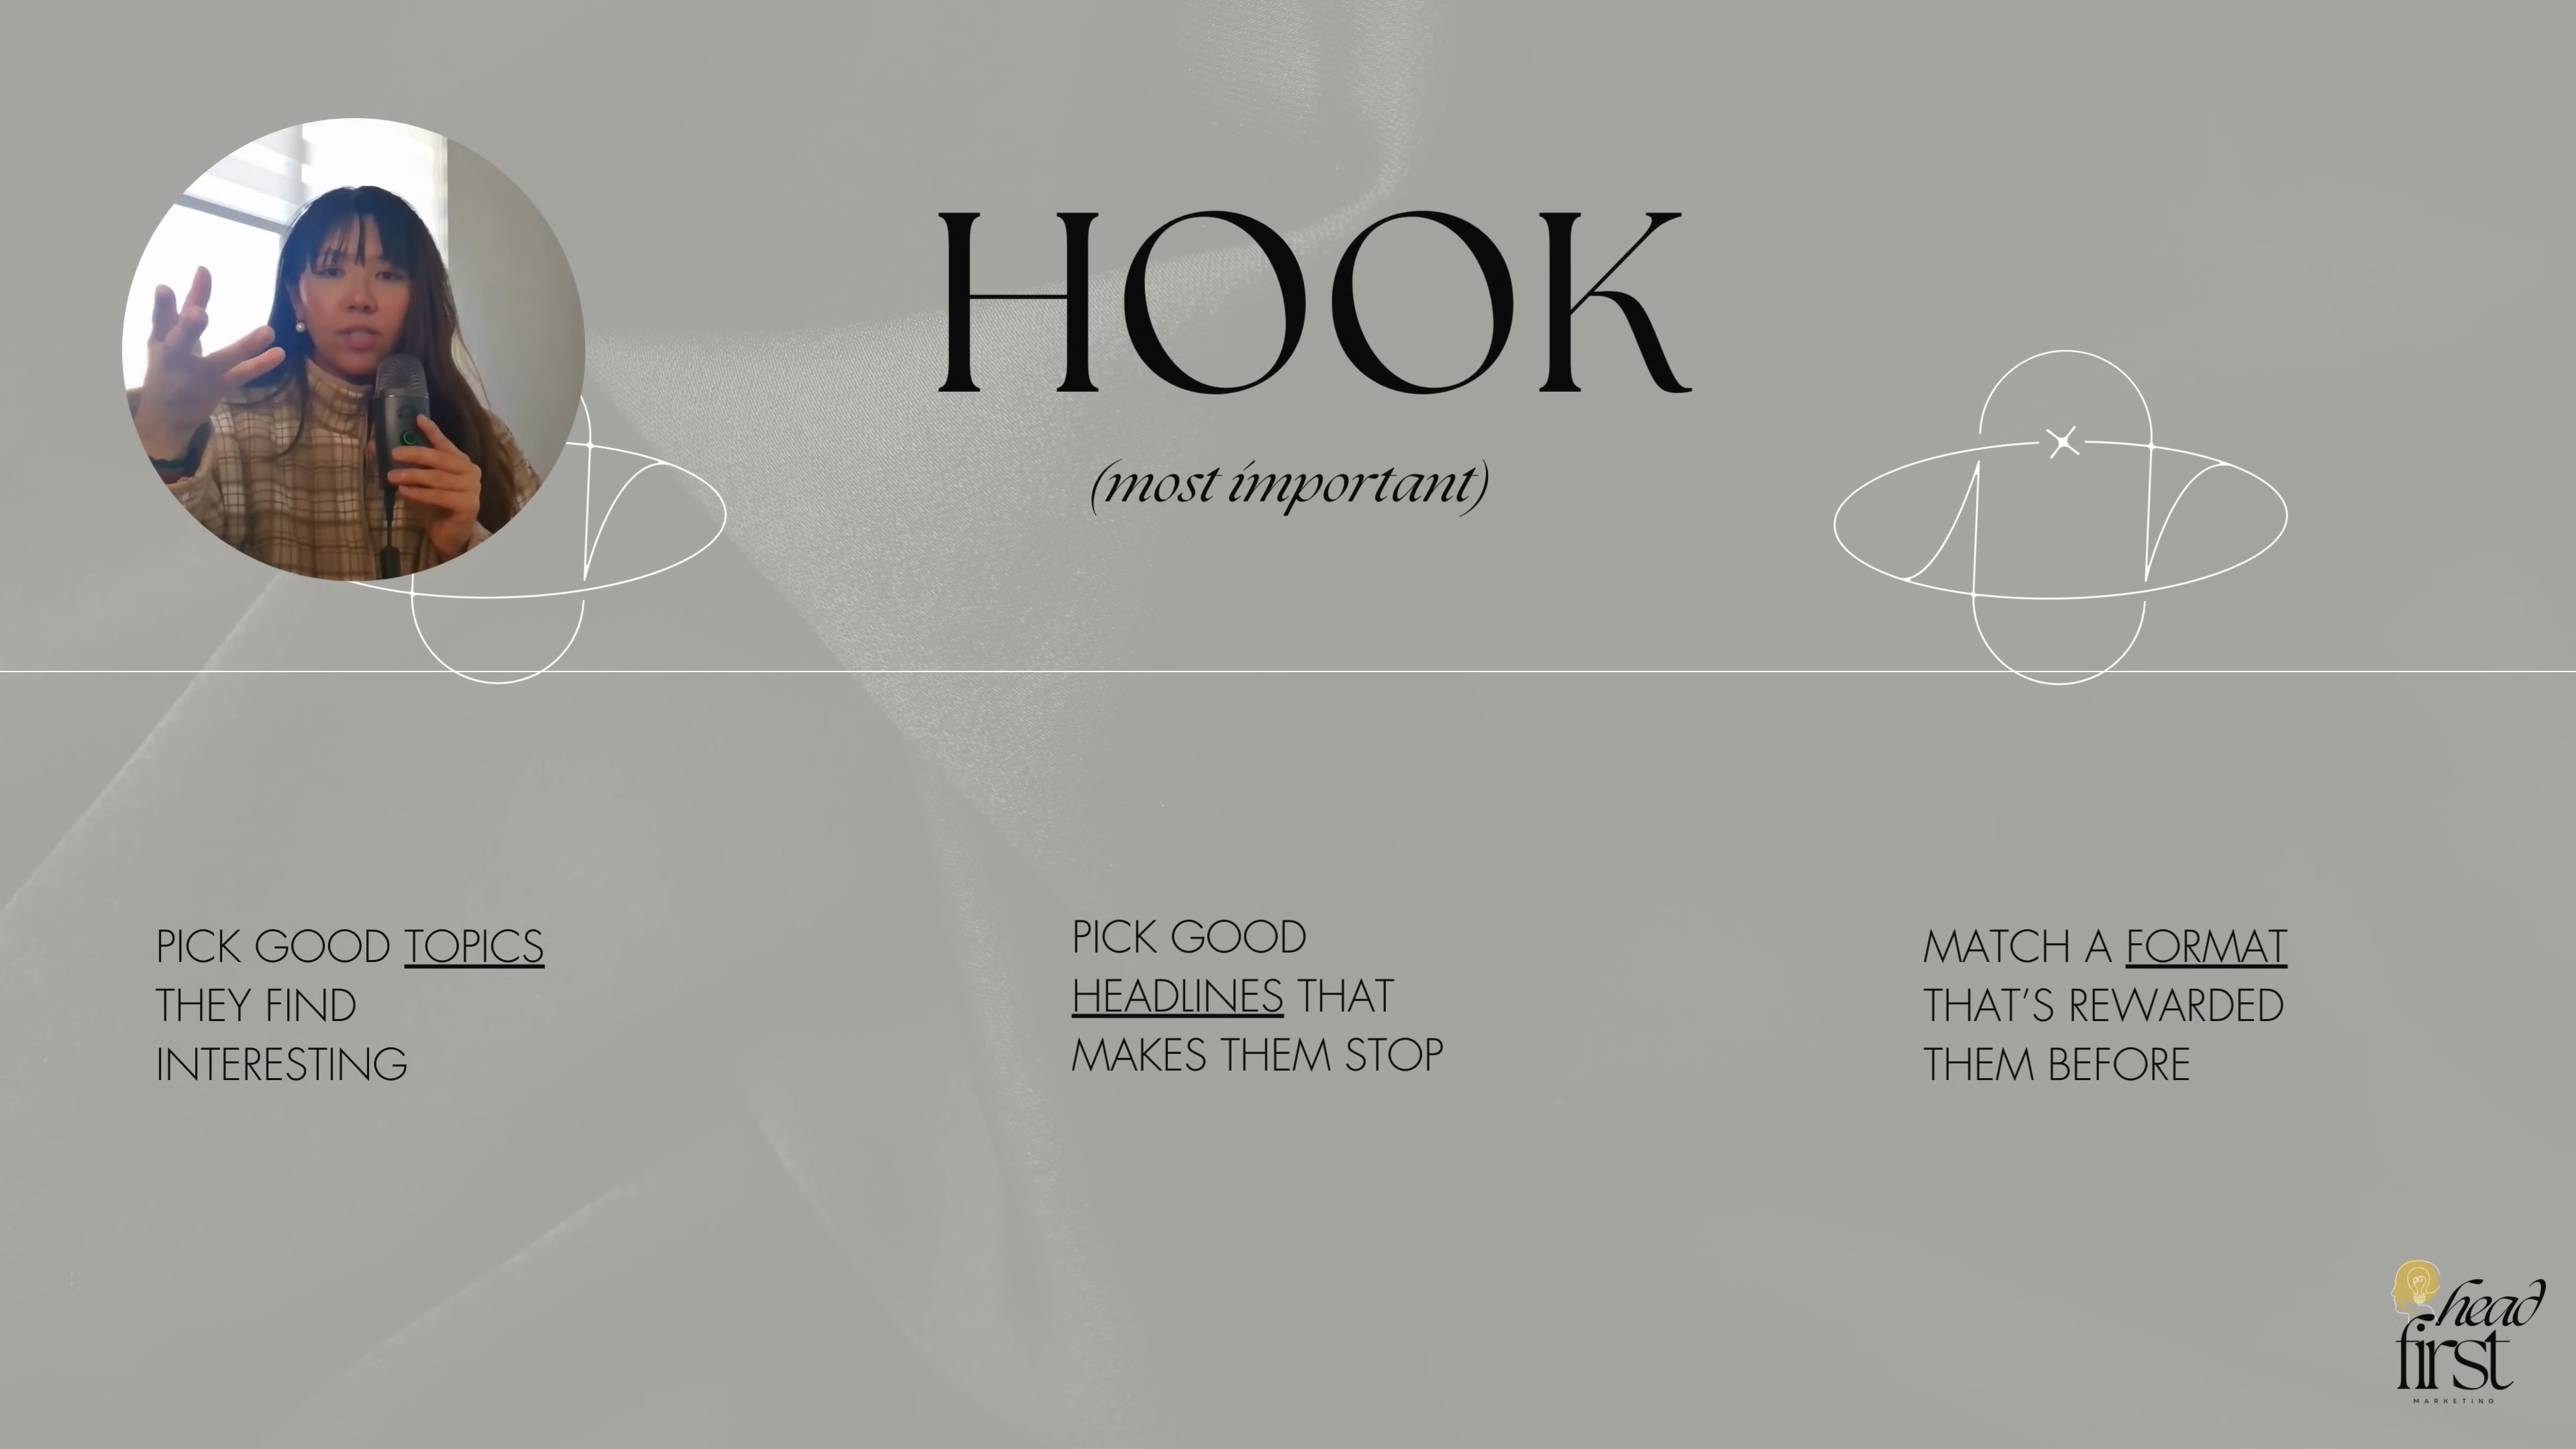 HOOK
(most important)
PICK GOOD TOPICS
THEY FIND
INTERESTING
PICK GOOD
HEADLINES THAT
MAKES THEM STOP
MATCH A FORMAT
THAT’S REWARDED
THEM BEFORE
head
first
MARKETING